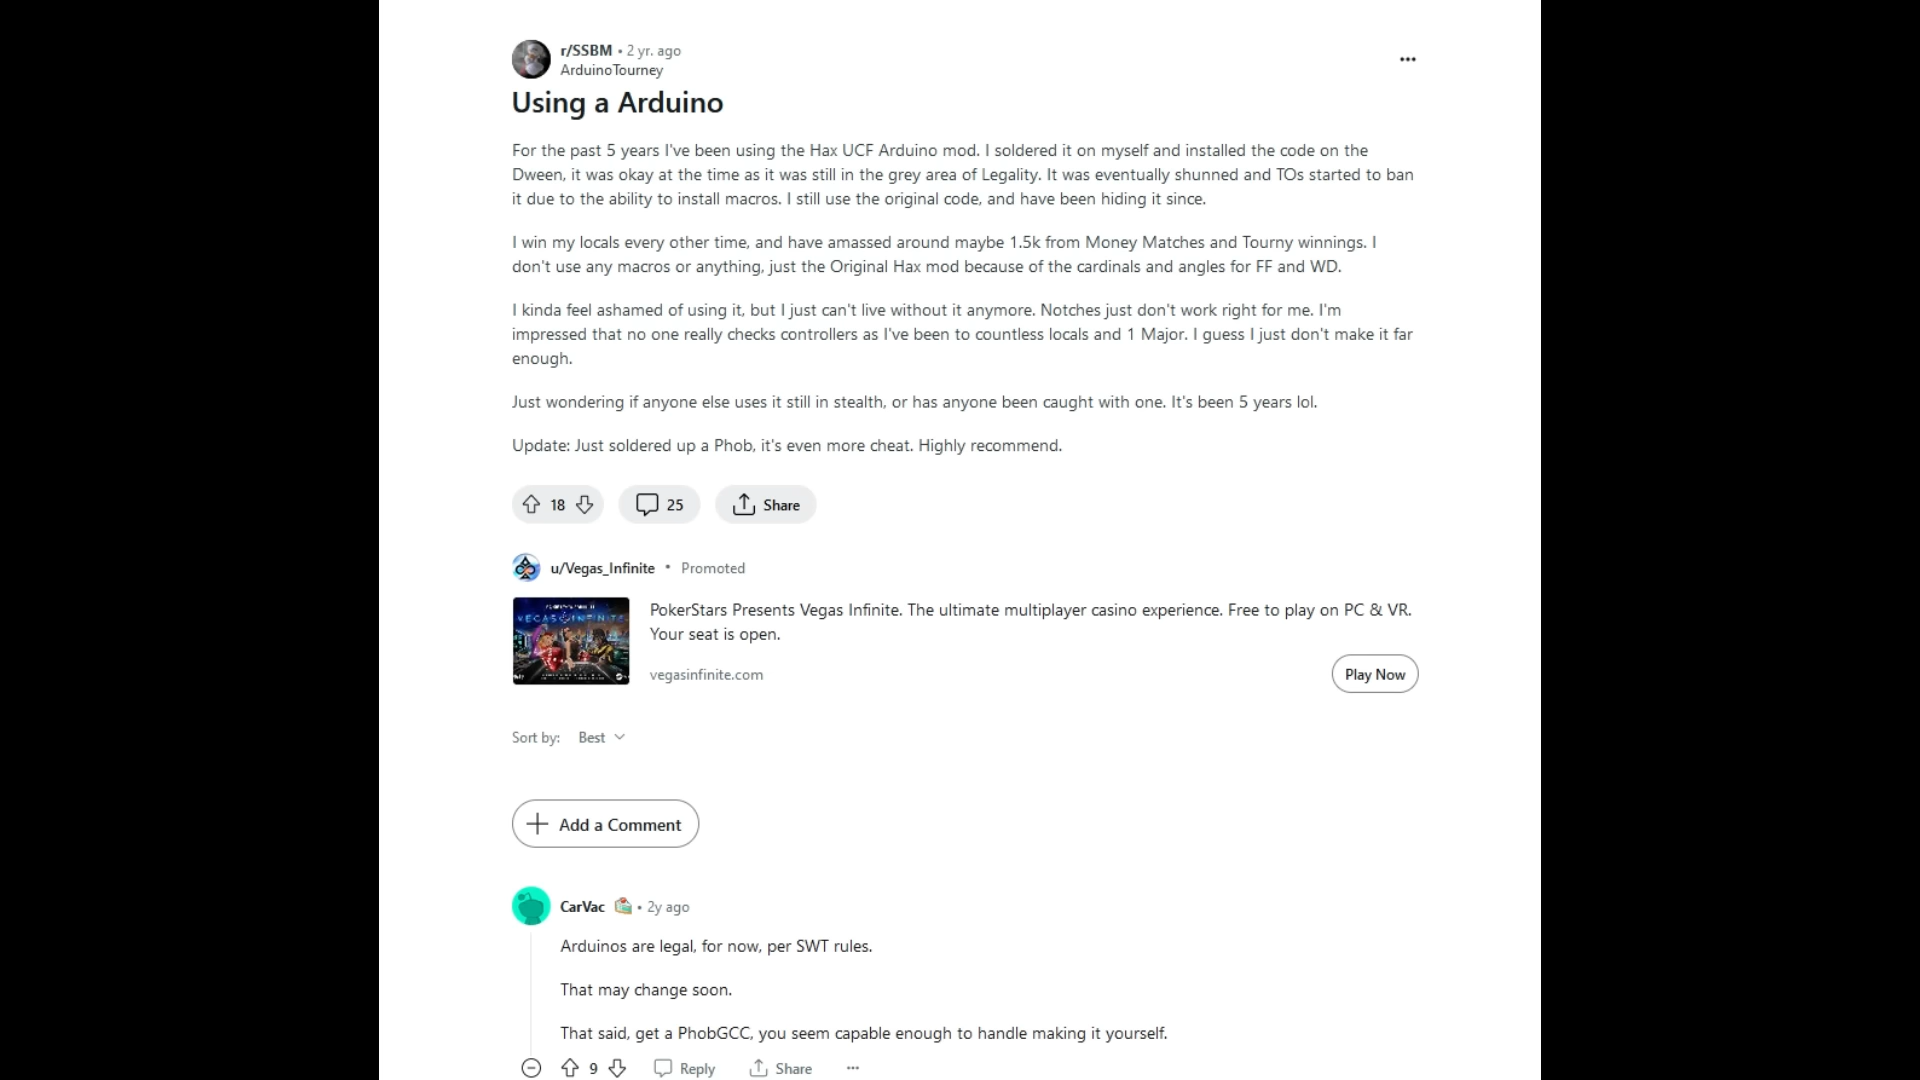 r/SSBM • 2 yr. ago
ArduinoTourney
Using a Arduino
For the past 5 years I've been using the Hax UCF Arduino mod. I soldered it on myself and installed the code on the
Dween, it was okay at the time as it was still in the grey area of Legality. It was eventually shunned and TOs started to ban
it due to the ability to install macros. I still use the original code, and have been hiding it since.
I win my locals every other time, and have amassed around maybe 1.5k from Money Matches and Tourny winnings. I
don't use any macros or anything, just the Original Hax mod because of the cardinals and angles for FF and WD.
I kinda feel ashamed of using it, but I just can't live without it anymore. Notches just don't work right for me. I'm
impressed that no one really checks controllers as I've been to countless locals and 1 Major. I guess I just don't make it far
enough.
Just wondering if anyone else uses it still in stealth, or has anyone been caught with one. It's been 5 years lol.
Update: Just soldered up a Phob, it's even more cheat. Highly recommend.
18 25 Share
u/Vegas_Infinite • Promoted
VEGAS INFINITE
PokerStars Presents Vegas Infinite. The ultimate multiplayer casino experience. Free to play on PC & VR.
Your seat is open.
vegasinfinite.com
Play Now
Sort by: Best
Add a Comment
CarVac • 2y ago
Arduinos are legal, for now, per SWT rules.
That may change soon.
That said, get a PhobGCC, you seem capable enough to handle making it yourself.
9 Reply Share